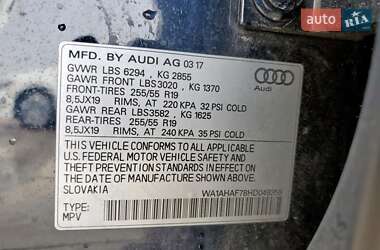 RIA.com
MFD. BY AUDI AG 03 17
GVWR LBS 6294 , KG 2855
GAWR FRONT LBS3020 , KG 1370
FRONT-TIRES 255/55 R19
8,5JX19 RIMS, AT 220 KPA 32 PSI COLD
GAWR REAR LBS3582 , KG 1625
REAR-TIRES 255/55 R19
8,5JX19 RIMS, AT 240 KPA 35 PSI COLD
Audi
THIS VEHICLE CONFORMS TO ALL APPLICABLE
U.S. FEDERAL MOTOR VEHICLE SAFETY AND
THEFT PREVENTION STANDARDS IN EFFECT ON THE
DATE OF MANUFACTURE SHOWN ABOVE.
SLOVAKIA
TYPE:
MPV